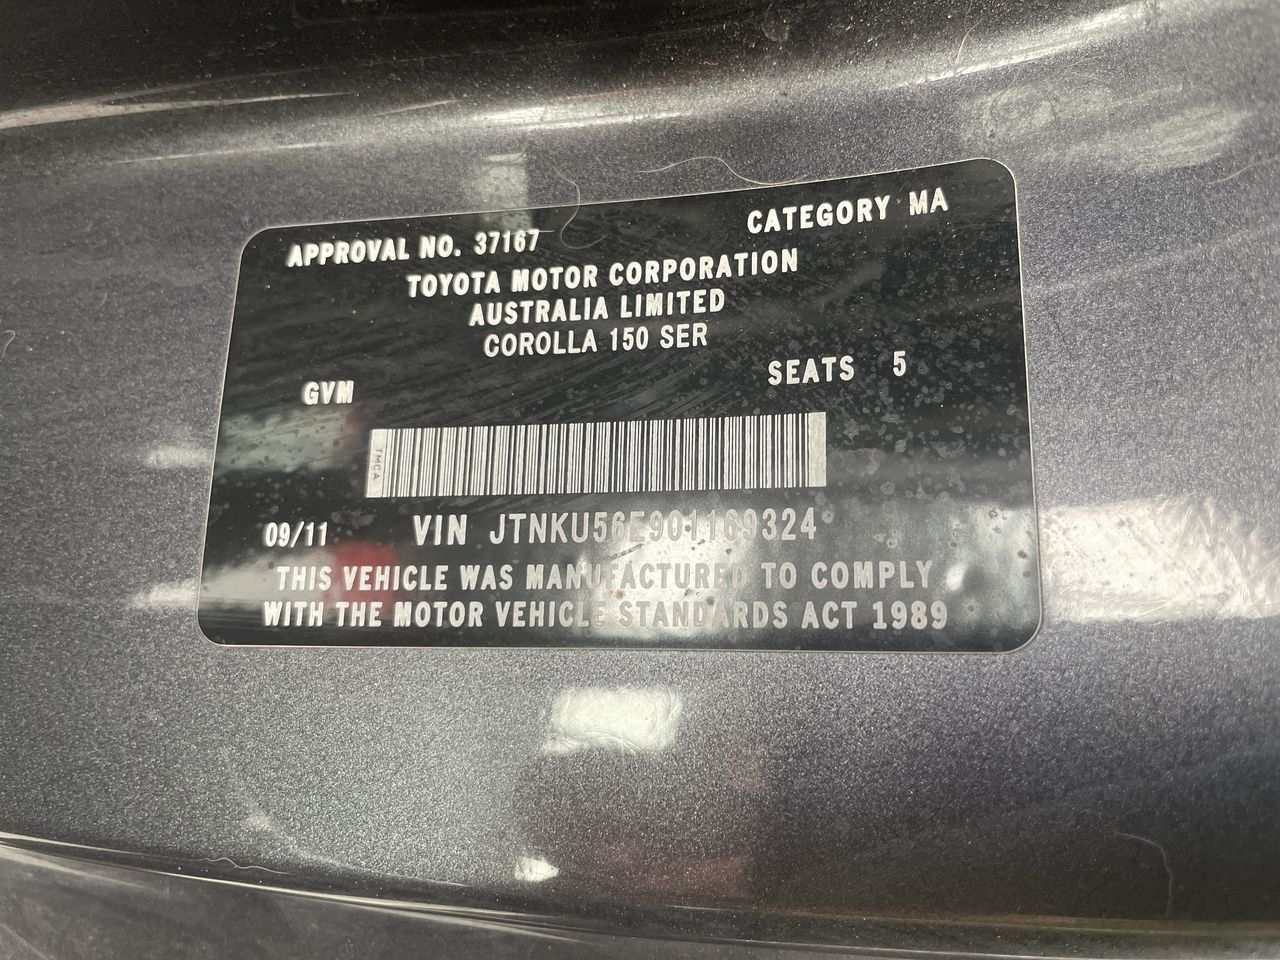 APPROVAL NO. 37167 CATEGORY MA
TOYOTA MOTOR CORPORATION
AUSTRALIA LIMITED
COROLLA 150 SER
GVM SEATS 5
TMCA
09/11 VIN JTNKU56E901169324
THIS VEHICLE WAS MANUFACTURED TO COMPLY
WITH THE MOTOR VEHICLE STANDARDS ACT 1989